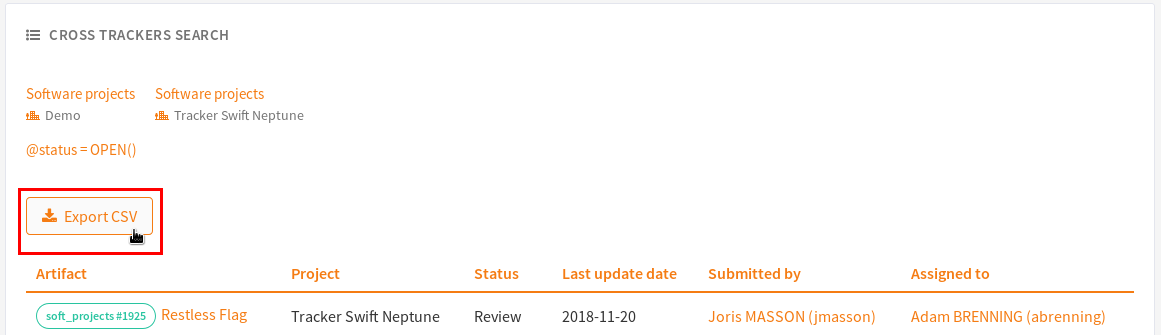 CROSS TRACKERS SEARCH
Software projects Software projects
Demo Tracker Swift Neptune
@status = OPEN()
Export CSV
Artifact Project Status Last update date Submitted by Assigned to
soft_projects #1925 Restless Flag Tracker Swift Neptune Review 2018-11-20 Joris MASSON (jmasson) Adam BRENNING (abrenning)